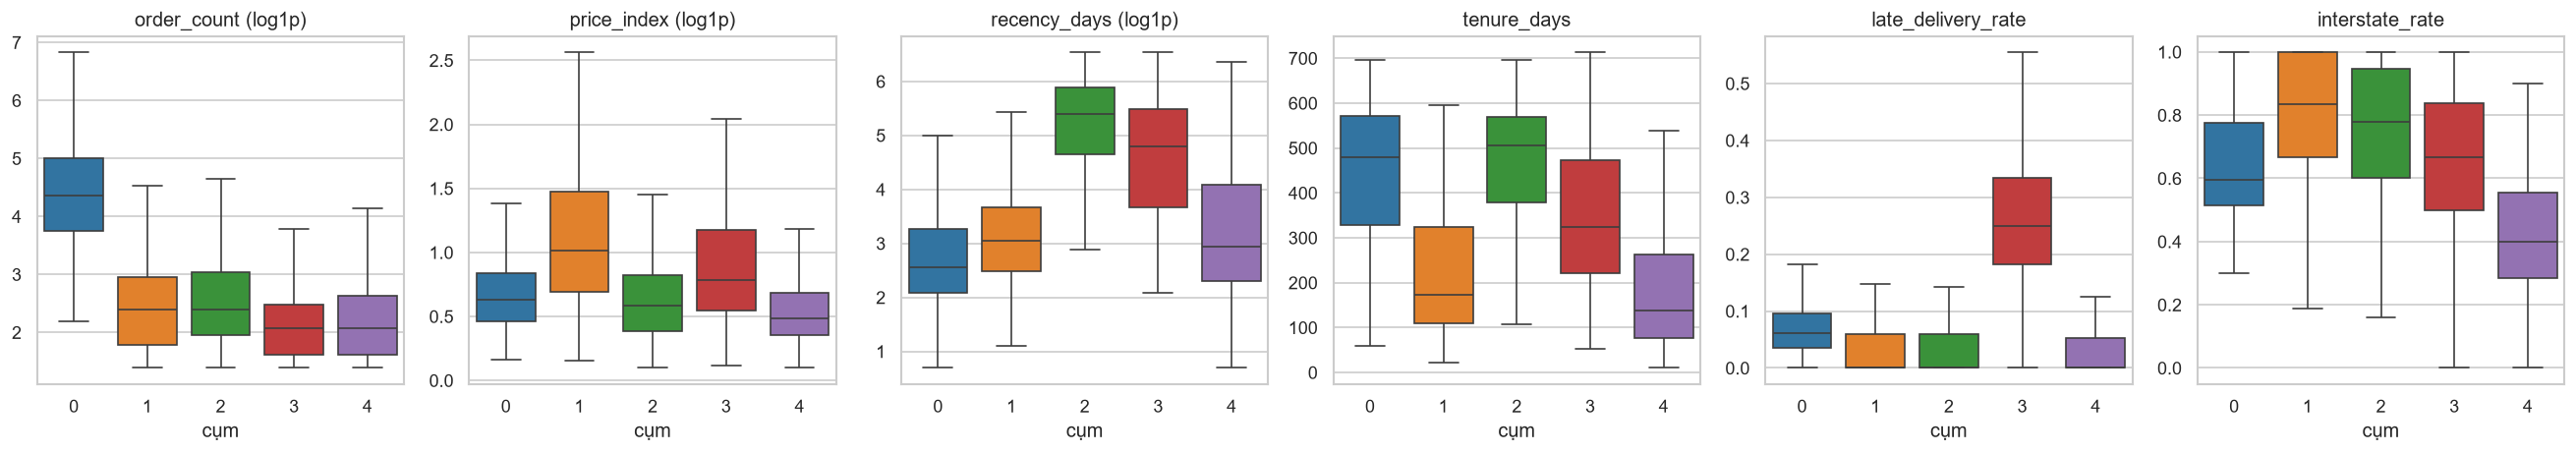 order_count (log1p)
7
6
5
4
3
2
0 1 2 3 4
cụm
price_index (log1p)
2.5
2.0
1.5
1.0
0.5
0.0
0 1 2 3 4
cụm
recency_days (log1p)
6
5
4
3
2
1
0 1 2 3 4
cụm
tenure_days
700
600
500
400
300
200
100
0
0 1 2 3 4
cụm
late_delivery_rate
0.5
0.4
0.3
0.2
0.1
0.0
0 1 2 3 4
cụm
interstate_rate
1.0
0.8
0.6
0.4
0.2
0.0
0 1 2 3 4
cụm